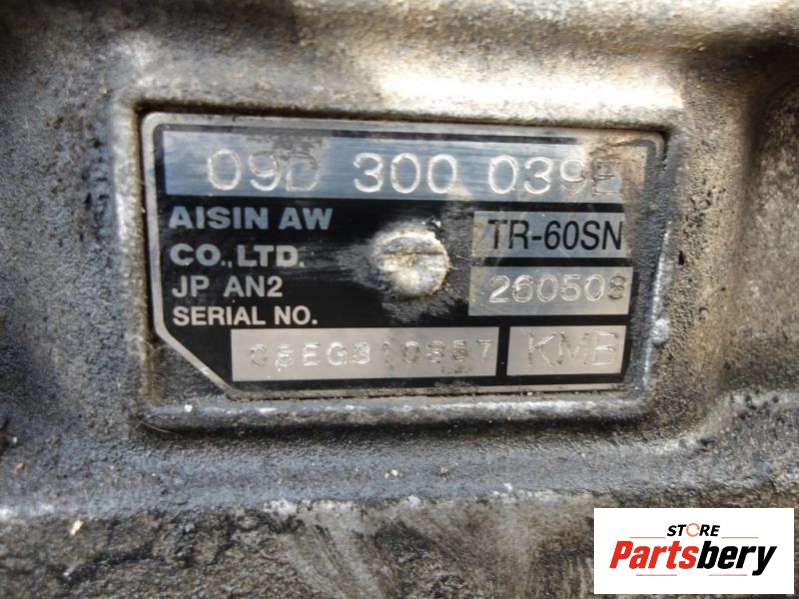 09D 300 039E
AISIN AW
CO.,LTD.
TR-60SN
JP AN2
260508
SERIAL NO.
KMB
STORE
Partsbery